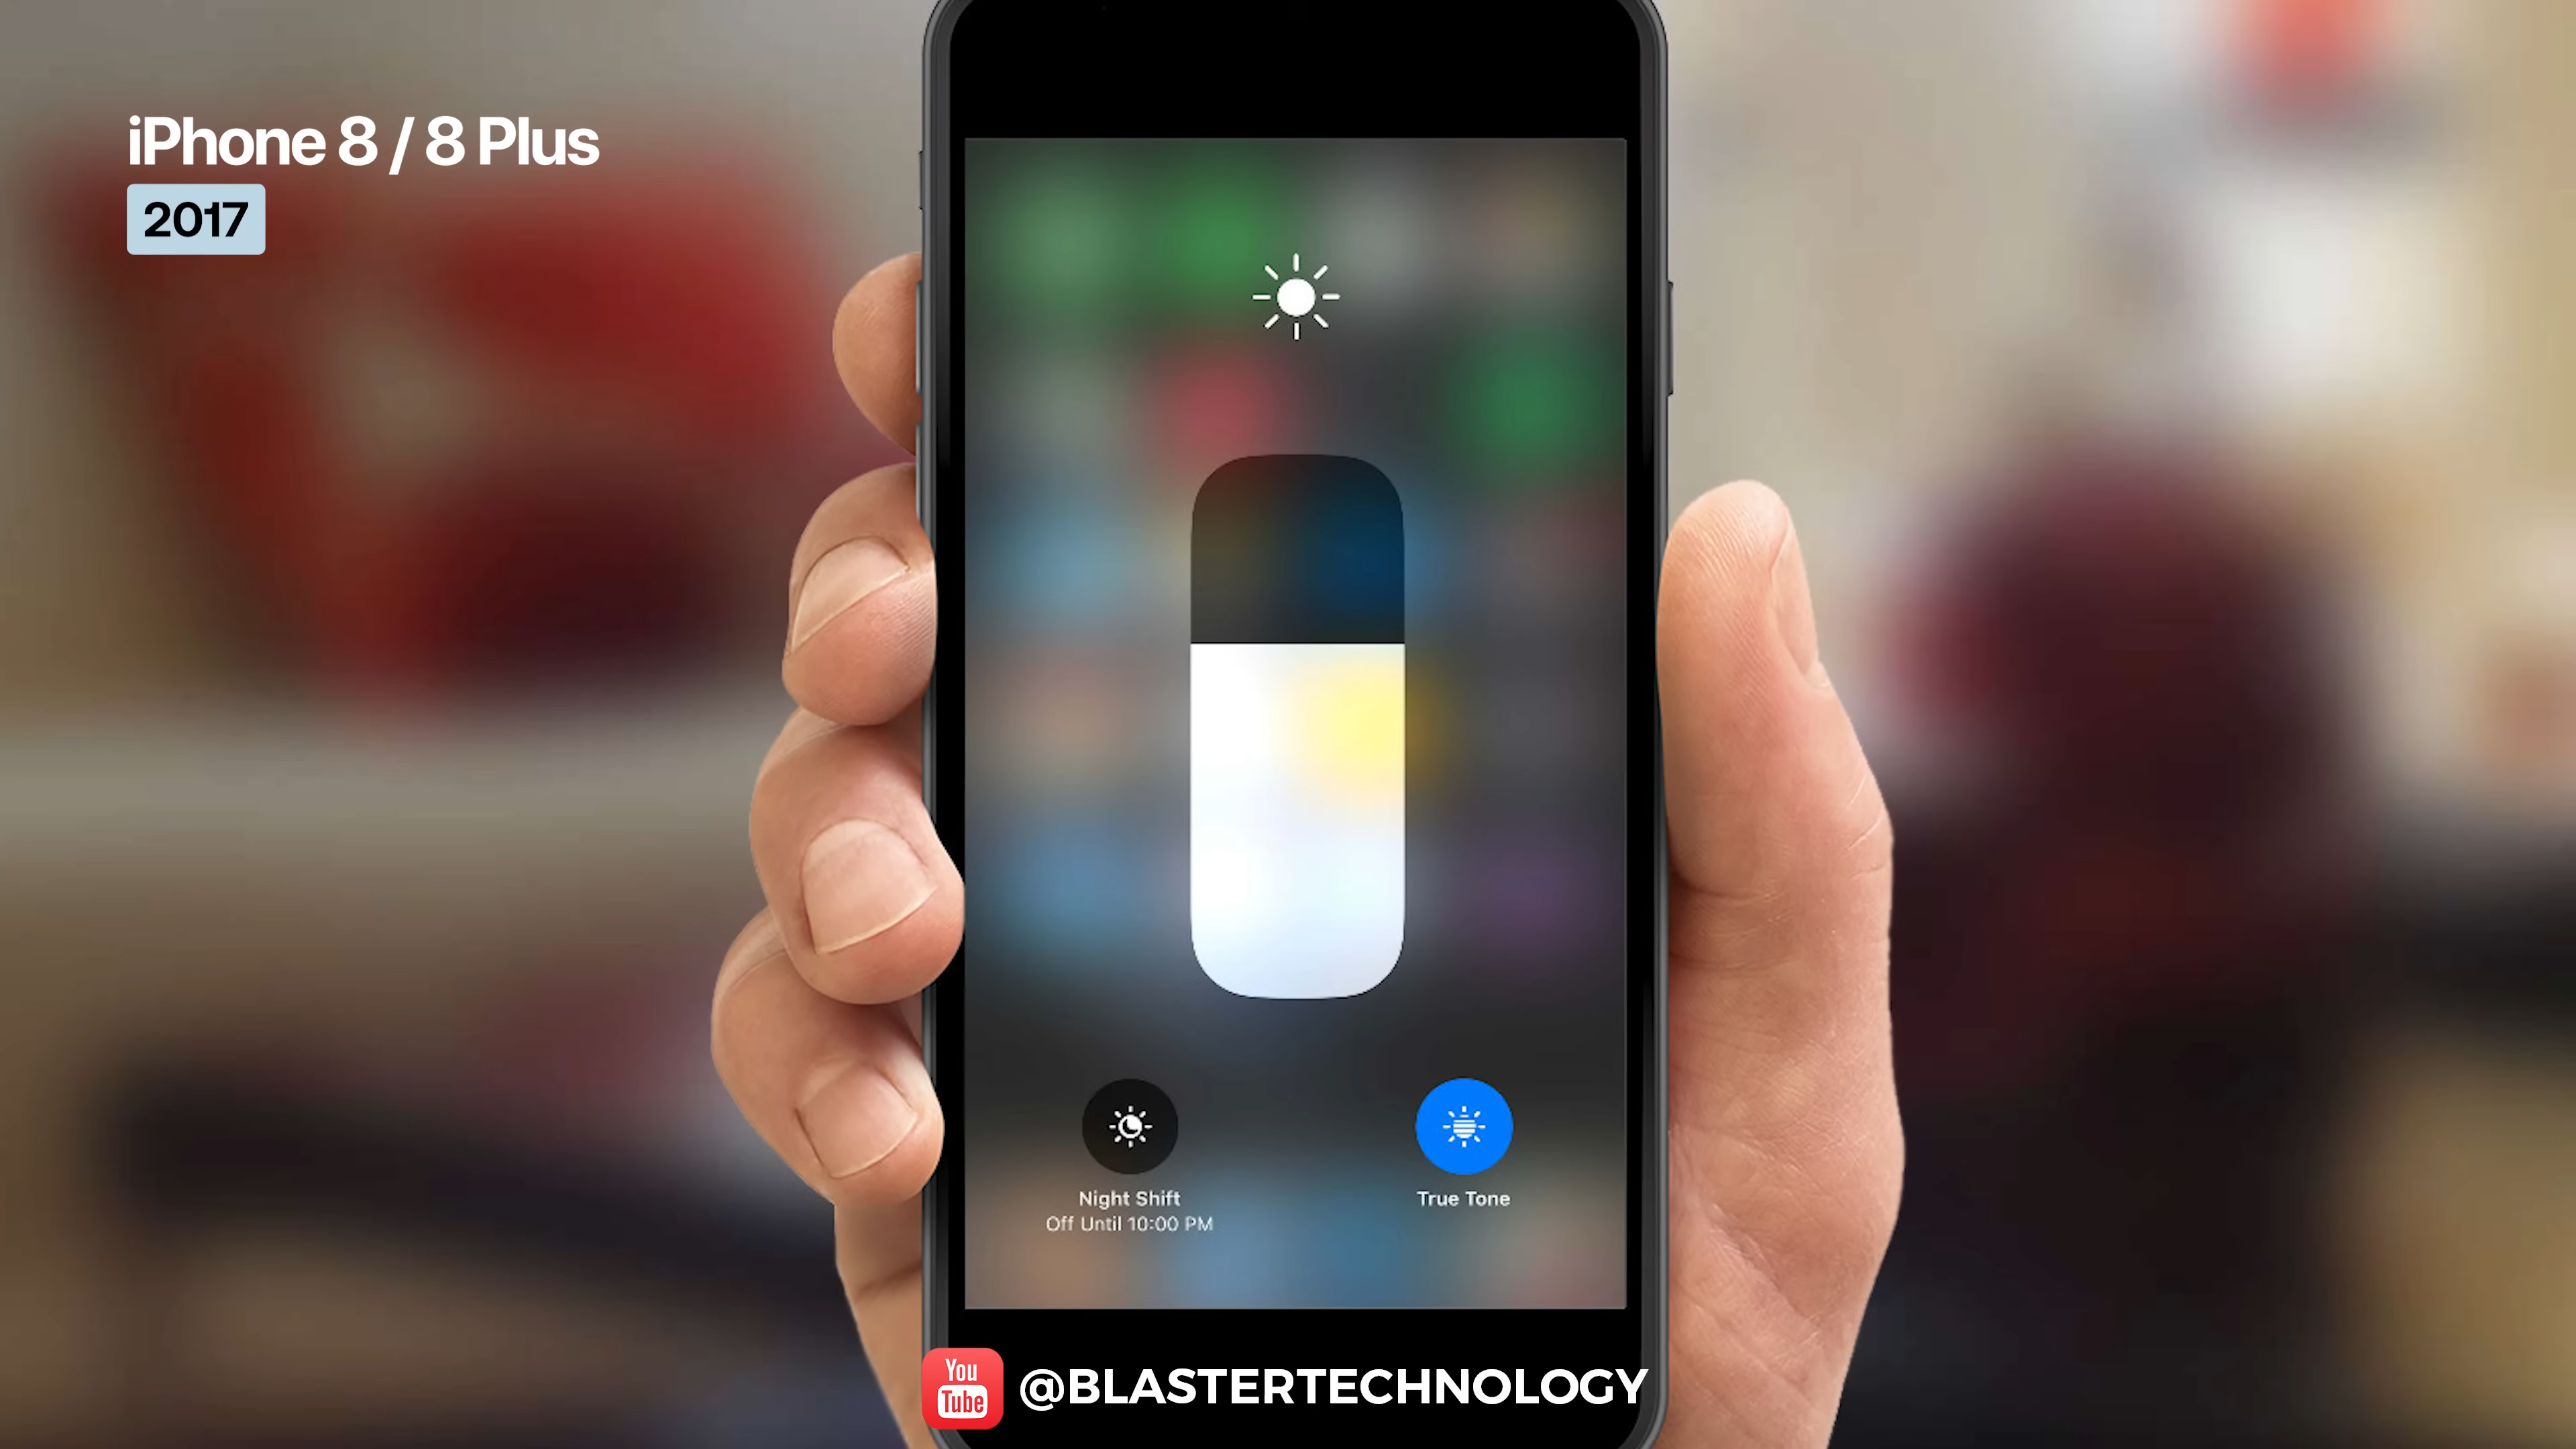 iPhone 8 / 8 Plus
2017
Night Shift
Off Until 10:00 PM
True Tone
You
Tube
@BLASTERTECHNOLOGY